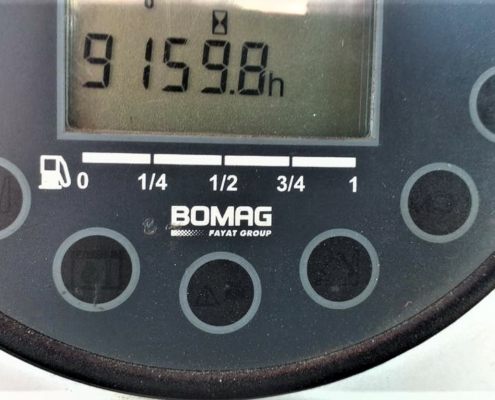 9159.8h
0 1/4 1/2 3/4 1
BOMAG
FAYAT GROUP